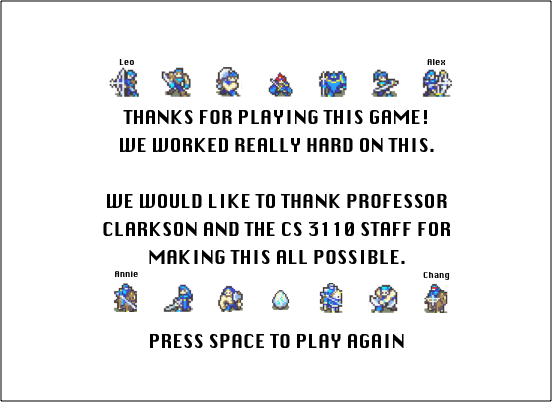 Leo Alex
THANKS FOR PLAYING THIS GAME!
WE WORKED REALLY HARD ON THIS.
WE WOULD LIKE TO THANK PROFESSOR
CLARKSON AND THE CS 3110 STAFF FOR
MAKING THIS ALL POSSIBLE.
Annie Chang
PRESS SPACE TO PLAY AGAIN